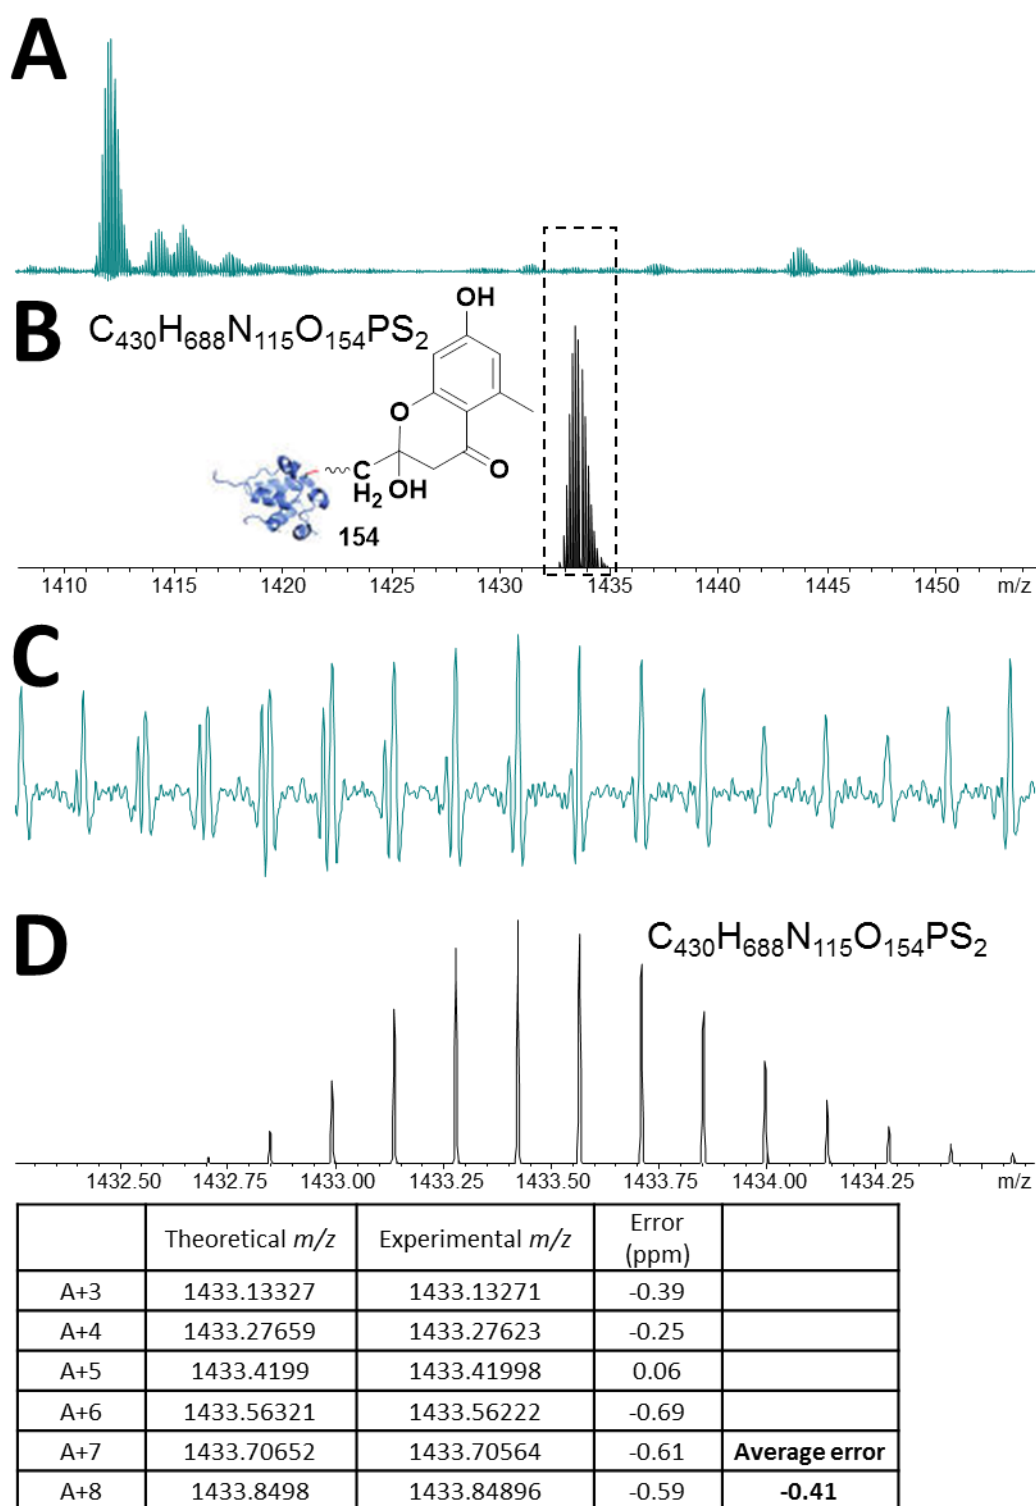 A
B
C₄₃₀H₆₈₈N₁₁₅O₁₅₄PS₂
OH
O
O
C
H₂
OH
154
1410 1415 1420 1425 1430 1435 1440 1445 1450 m/z
C
D
C₄₃₀H₆₈₈N₁₁₅O₁₅₄PS₂
1432.50 1432.75 1433.00 1433.25 1433.50 1433.75 1434.00 1434.25 m/z
Theoretical m/z Experimental m/z Error
(ppm)
A+3 1433.13327 1433.13271 -0.39
A+4 1433.27659 1433.27623 -0.25
A+5 1433.4199 1433.41998 0.06
A+6 1433.56321 1433.56222 -0.69
A+7 1433.70652 1433.70564 -0.61 Average error
A+8 1433.8498 1433.84896 -0.59 -0.41